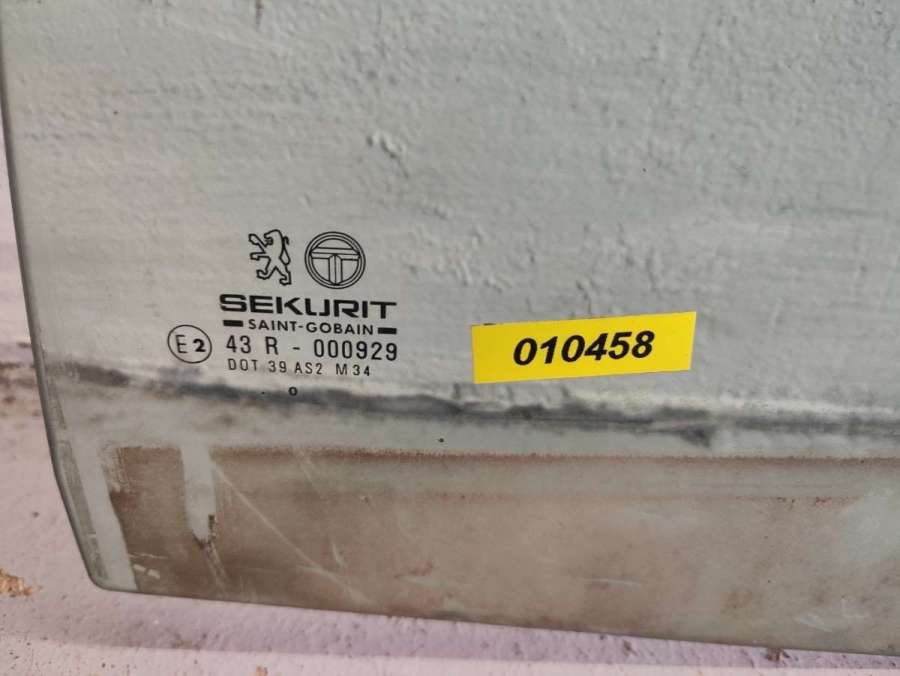 SEKURIT
SAINT-GOBAIN
E2 43 R - 000929
DOT 39 AS2 M34
010458